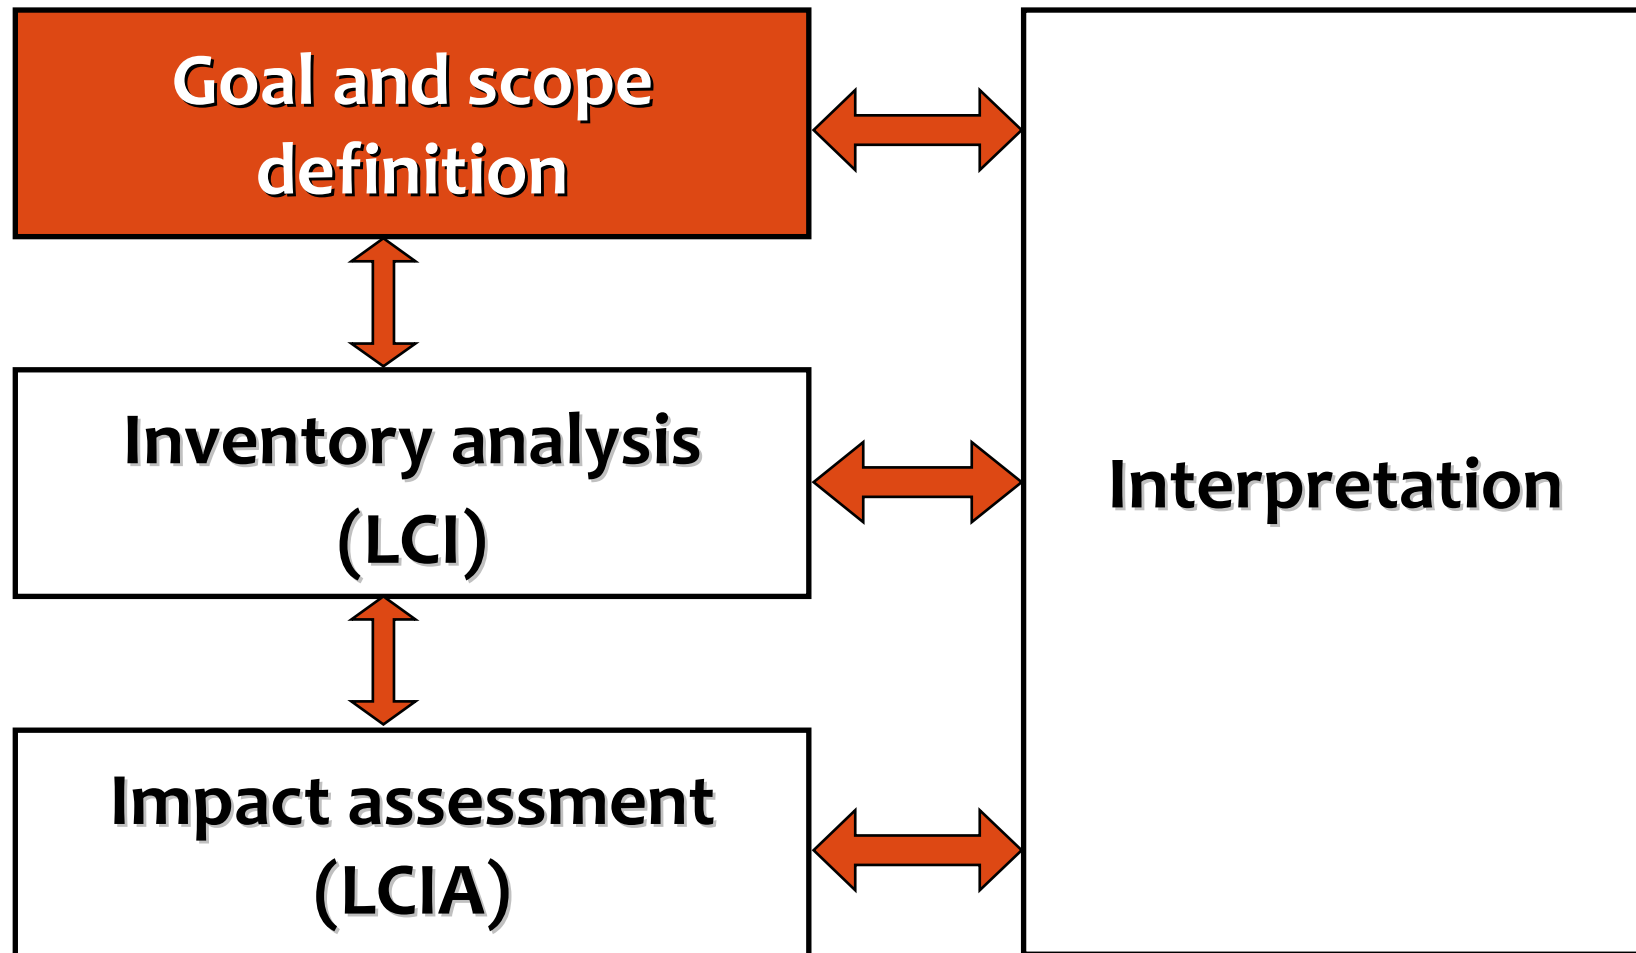 Goal and scope
definition
Inventory analysis
(LCI)
Impact assessment
(LCIA)
Interpretation